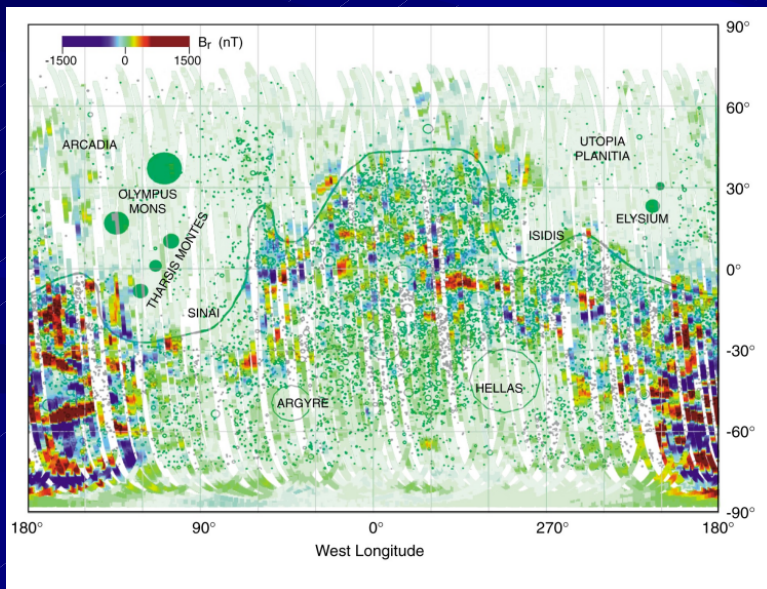 Br (nT)
-1500 0 1500
90°
ARCADIA
UTOPIA
PLANITIA
60°
OLYMPUS
MONS
30°
THARSIS MONTES
ELYSIUM
ISIDIS
0°
SINAI
-30°
HELLAS
ARGYRE
-60°
-90°
180° 90° 0° 270° 180°
West Longitude